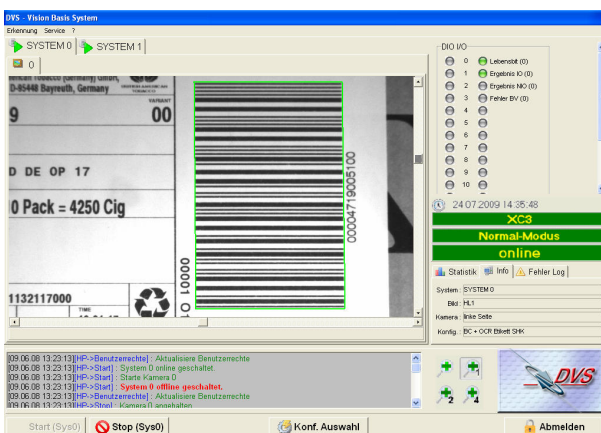 DVS - Vision Basis System
Erkennung Service ?
SYSTEM 0 SYSTEM 1
0
D-95448 Bayreuth, Germany
VARIANT
9 00
D DE OP 17
0 Pack = 4250 Cig
00004719005100
00001
1132117000
TIME
DIO I/O
0 Lebensbit (0)
1 Ergebnis IO (0)
2 Ergebnis NIO (0)
3 Fehler BV (0)
4
5
6
7
8
9
10
24.07.2009 14:35:48
XC3
Normal-Modus
online
Statistik Info Fehler Log
System : SYSTEM 0
Bild : HL1
Kamera : linke Seite
Konfig. : BC + OCR Etikett SHK
[09.06.08 13:23:13][HP->Benutzerrechte] : Aktualisiere Benutzerrechte
[09.06.08 13:23:13][HP->Start] : System 0 online geschaltet.
[09.06.08 13:23:13][HP->Start] : Starte Kamera 0
[09.06.08 13:23:13][HP->Start] : System 0 offline geschaltet.
[09.06.08 13:23:13][HP->Benutzerrechte] : Aktualisiere Benutzerrechte
[09.06.08 13:23:13][HP->Stop] : Kamera 0 angehalten
1
2 4
DVS
Start (Sys0) Stop (Sys0) Konf. Auswahl Abmelden